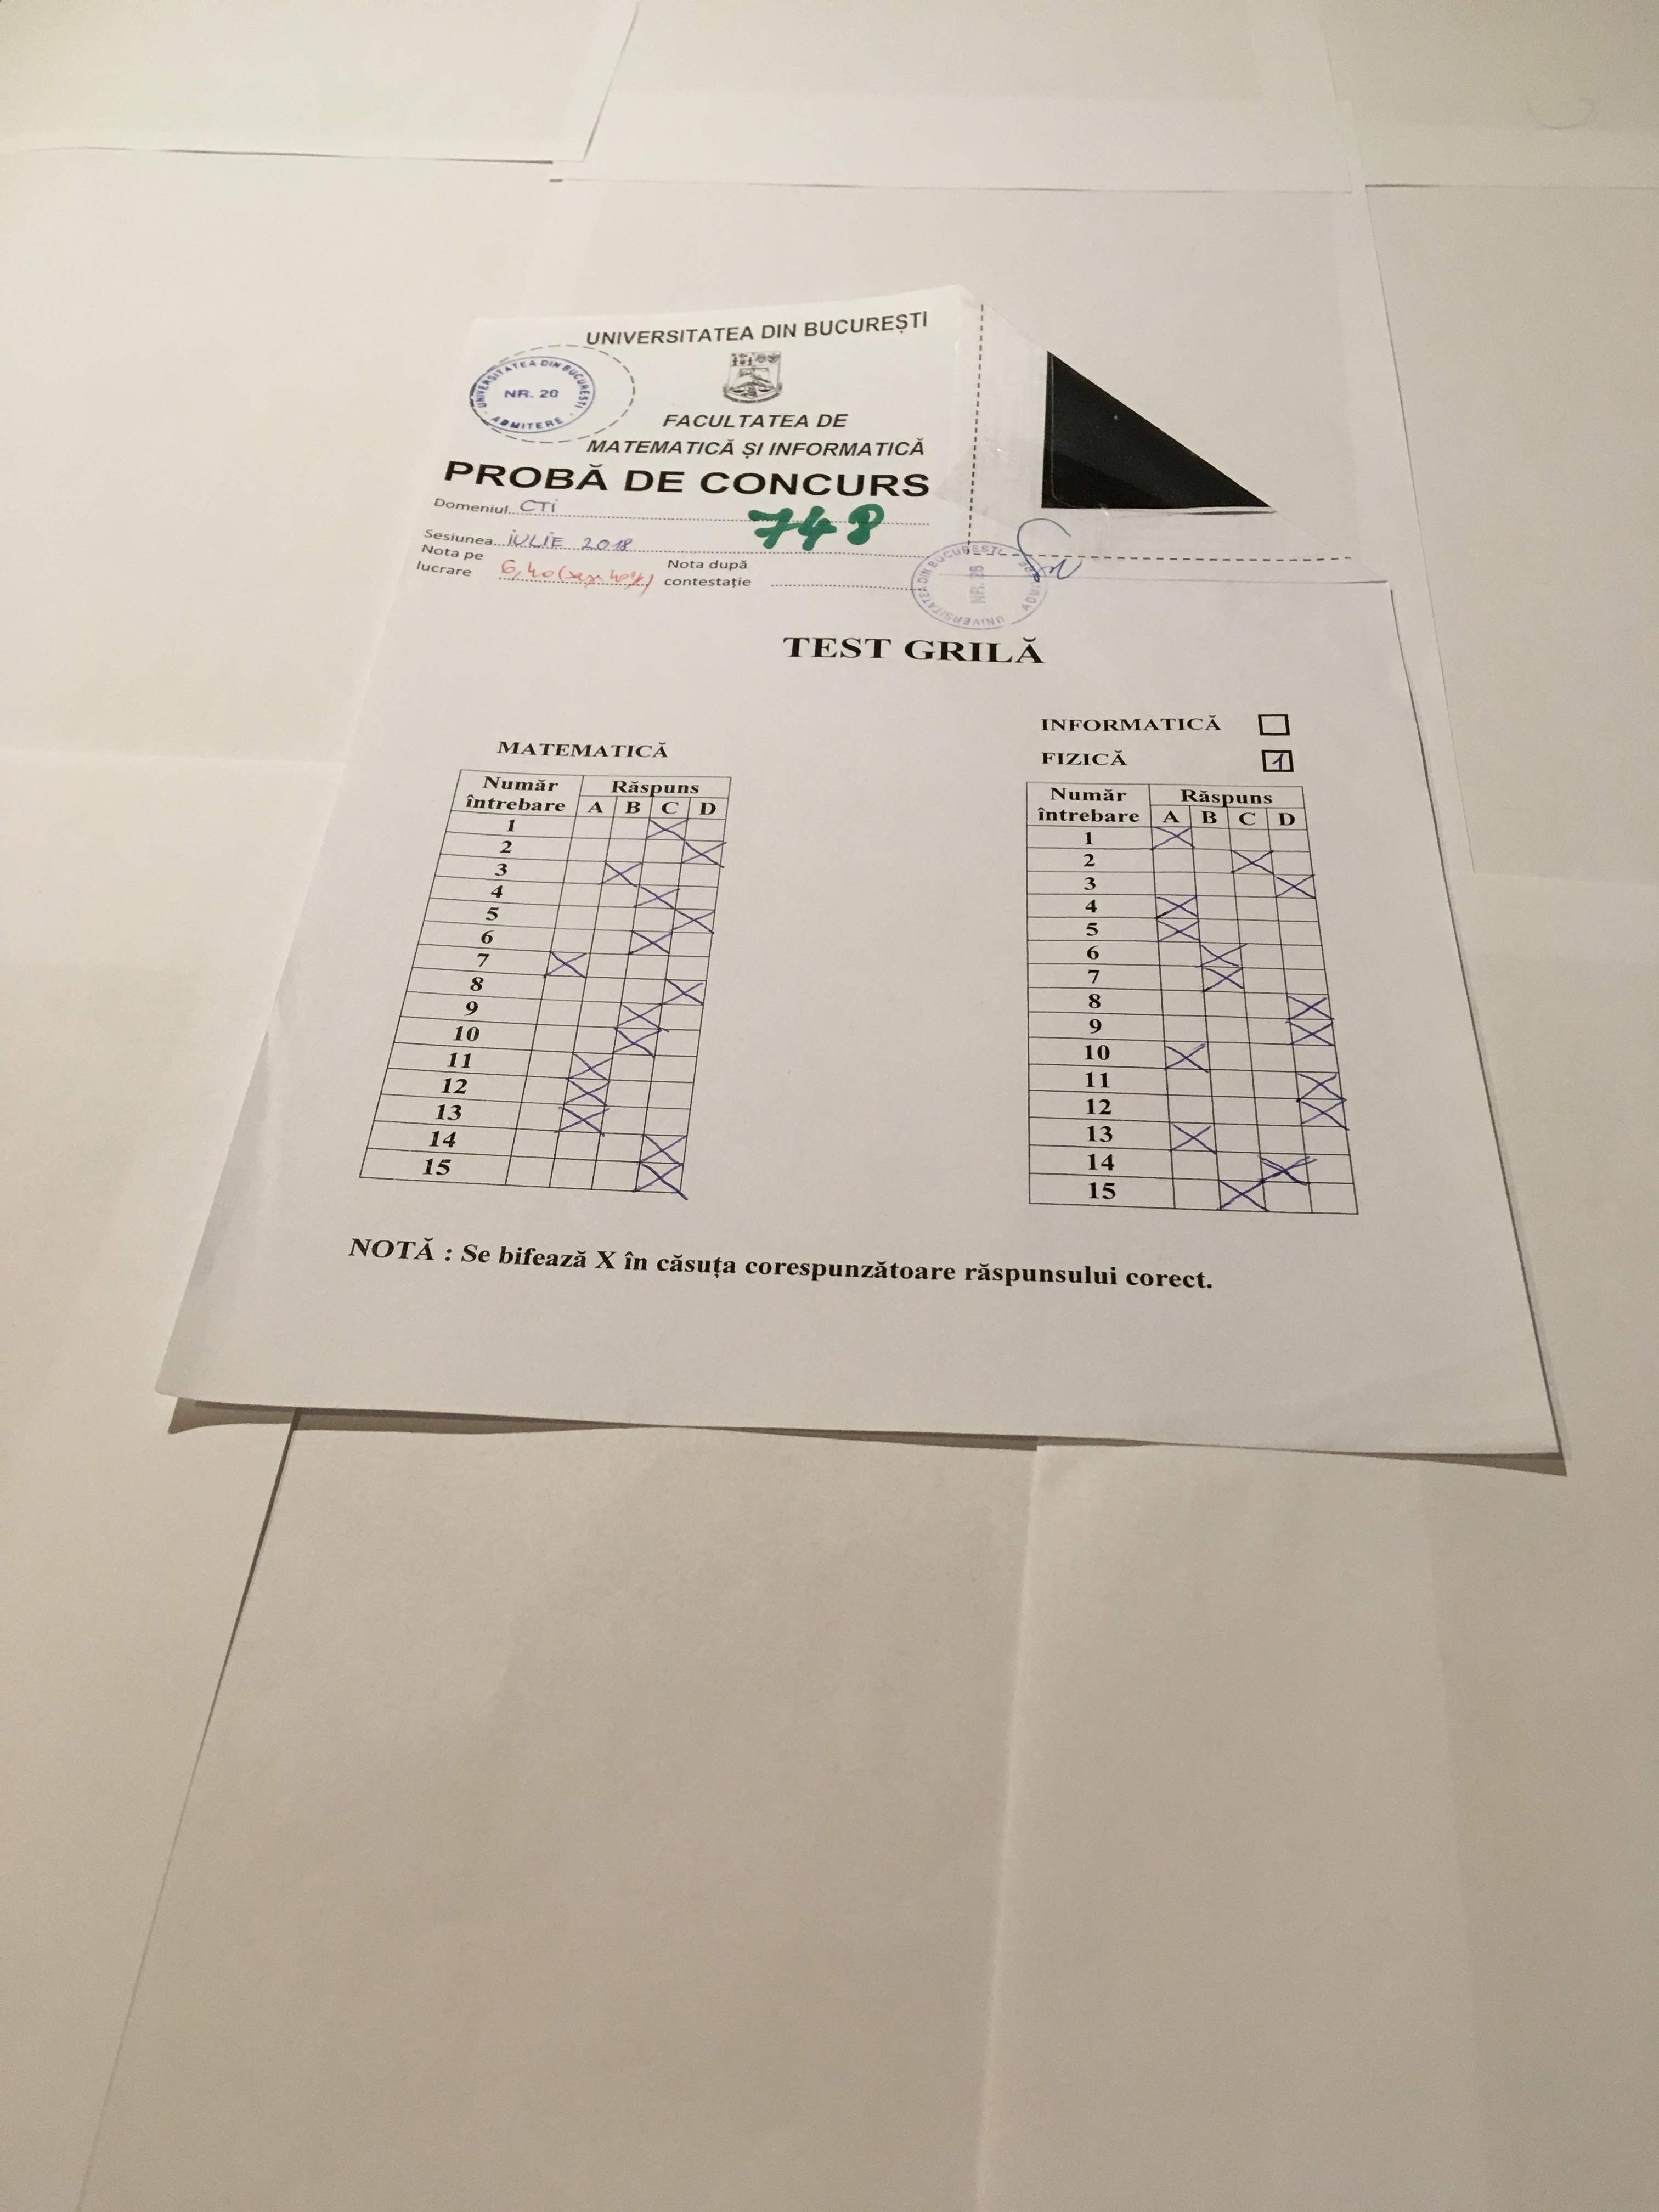 UNIVERSITATEA DIN BUCUREȘTI
UNIVERSITATEA DIN BUCUREȘTI
NR. 20
ADMITERE
FACULTATEA DE
MATEMATICĂ ȘI INFORMATICĂ
PROBĂ DE CONCURS
Domeniul CTi
748
Sesiunea iULiE 2018
Nota pe lucrare 6,40 Nota după contestație
UNIVERSITATEA DIN BUCUREȘTI
TEST GRILĂ
INFORMATICĂ
FIZICĂ 1
MATEMATICĂ
Număr întrebare Răspuns
A B C D
1 X
2 X
3 X
4 X
5 X
6 X
7 X
8 X
9 X
10 X
11 X
12 X
13 X
14 X
15 X
Număr întrebare Răspuns
A B C D
1 X
2 X
3 X
4 X
5 X
6 X
7 X
8 X
9 X
10 X
11 X
12 X
13 X
14 X
15 X
NOTĂ : Se bifează X în căsuța corespunzătoare răspunsului corect.